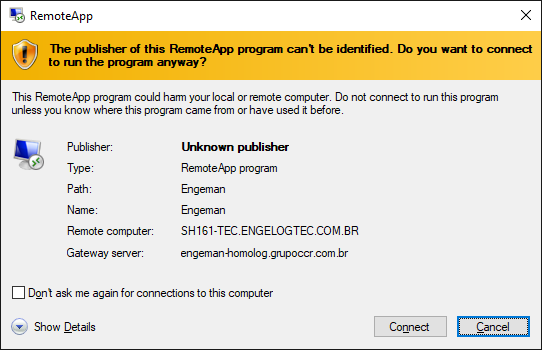 RemoteApp
The publisher of this RemoteApp program can't be identified. Do you want to connect
to run the program anyway?
This RemoteApp program could harm your local or remote computer. Do not connect to run this program
unless you know where this program came from or have used it before.
Publisher: Unknown publisher
Type: RemoteApp program
Path: Engeman
Name: Engeman
Remote computer: SH161-TEC.ENGELOGTEC.COM.BR
Gateway server: engeman-homolog.grupoccr.com.br
Don't ask me again for connections to this computer
Show Details Connect Cancel